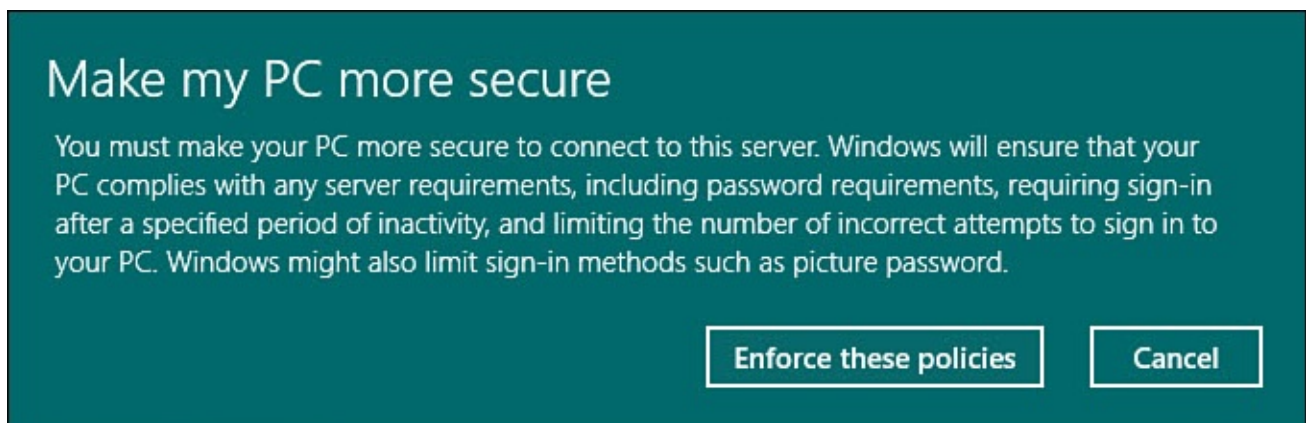 Make my PC more secure
You must make your PC more secure to connect to this server. Windows will ensure that your
PC complies with any server requirements, including password requirements, requiring sign-in
after a specified period of inactivity, and limiting the number of incorrect attempts to sign in to
your PC. Windows might also limit sign-in methods such as picture password.
Enforce these policies Cancel